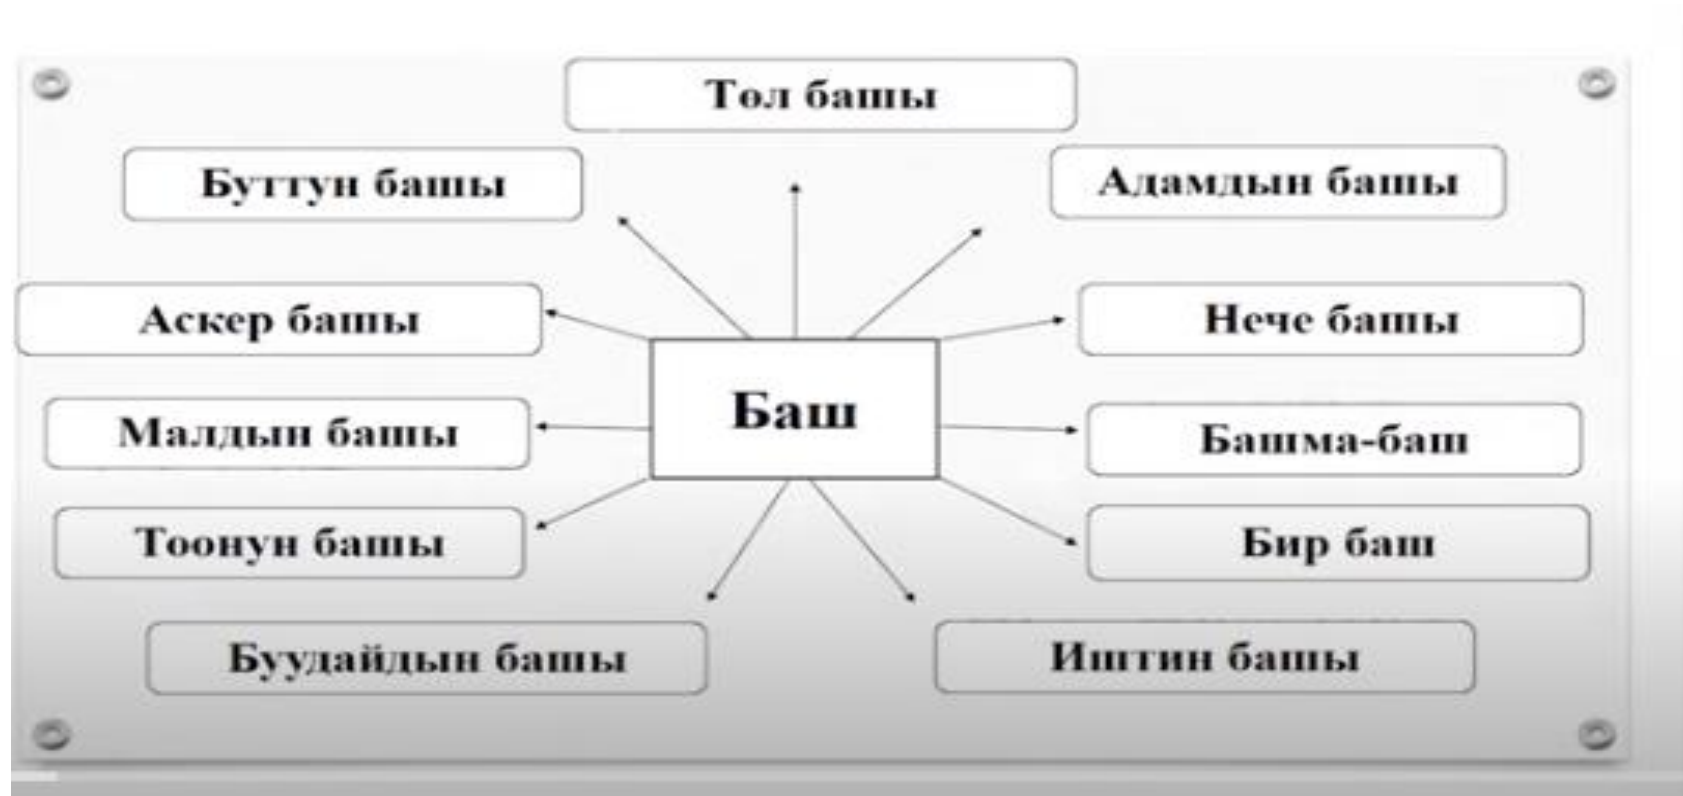 Төл башы
Буттун башы
Адамдын башы
Аскер башы
Нече башы
Баш
Малдын башы
Башма-баш
Тоонун башы
Бир баш
Буудайдын башы
Иштин башы